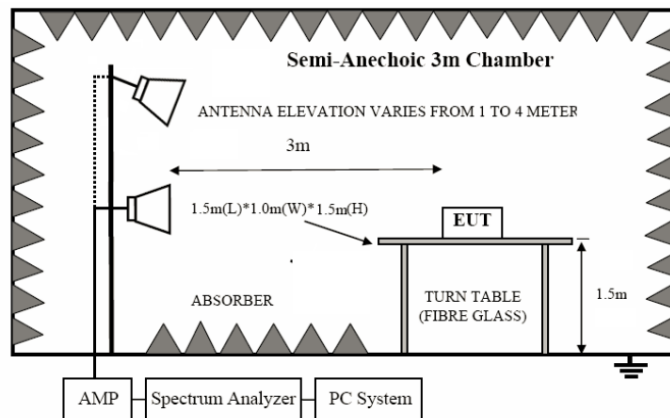 Semi-Anechoic 3m Chamber
ANTENNA ELEVATION VARIES FROM 1 TO 4 METER
3m
1.5m(L)*1.0m(W)*1.5m(H)
EUT
ABSORBER
TURN TABLE
(FIBRE GLASS)
1.5m
AMP
Spectrum Analyzer
PC System